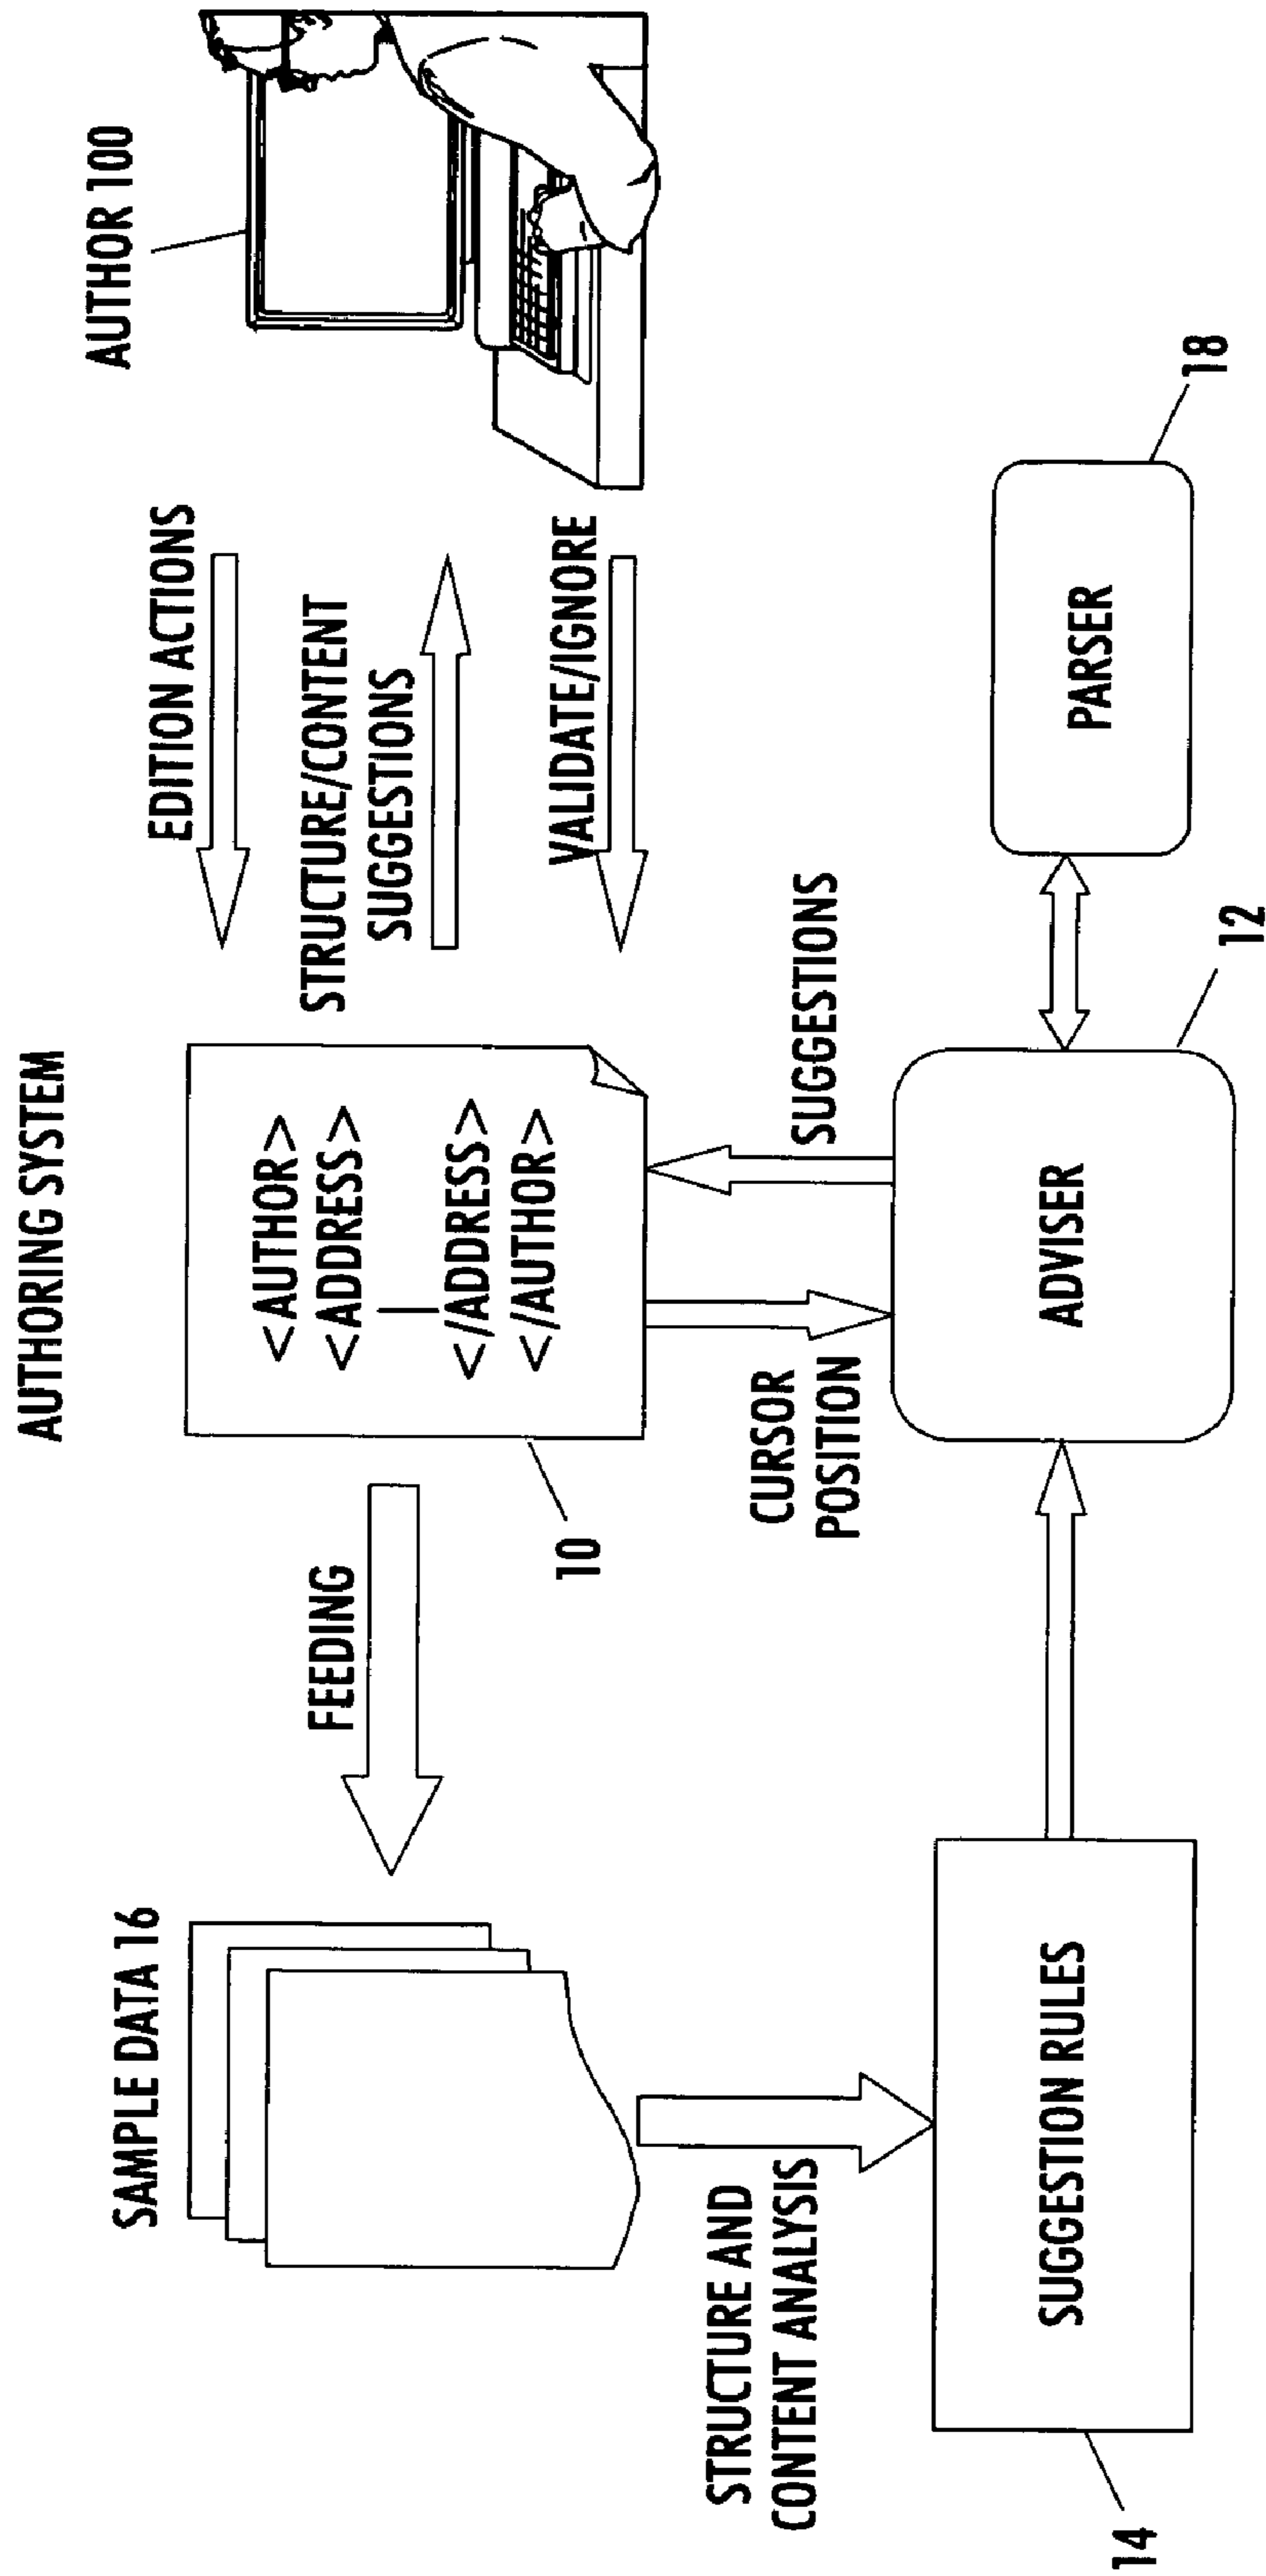 AUTHORING SYSTEM
AUTHOR 100
SAMPLE DATA 16
FEEDING
EDITION ACTIONS
STRUCTURE/CONTENT
SUGGESTIONS
VALIDATE/IGNORE
<AUTHOR>
<ADDRESS>
</ADDRESS>
</AUTHOR>
10
STRUCTURE AND
CONTENT ANALYSIS
CURSOR
POSITION
SUGGESTIONS
SUGGESTION RULES
14
ADVISER
12
PARSER
18